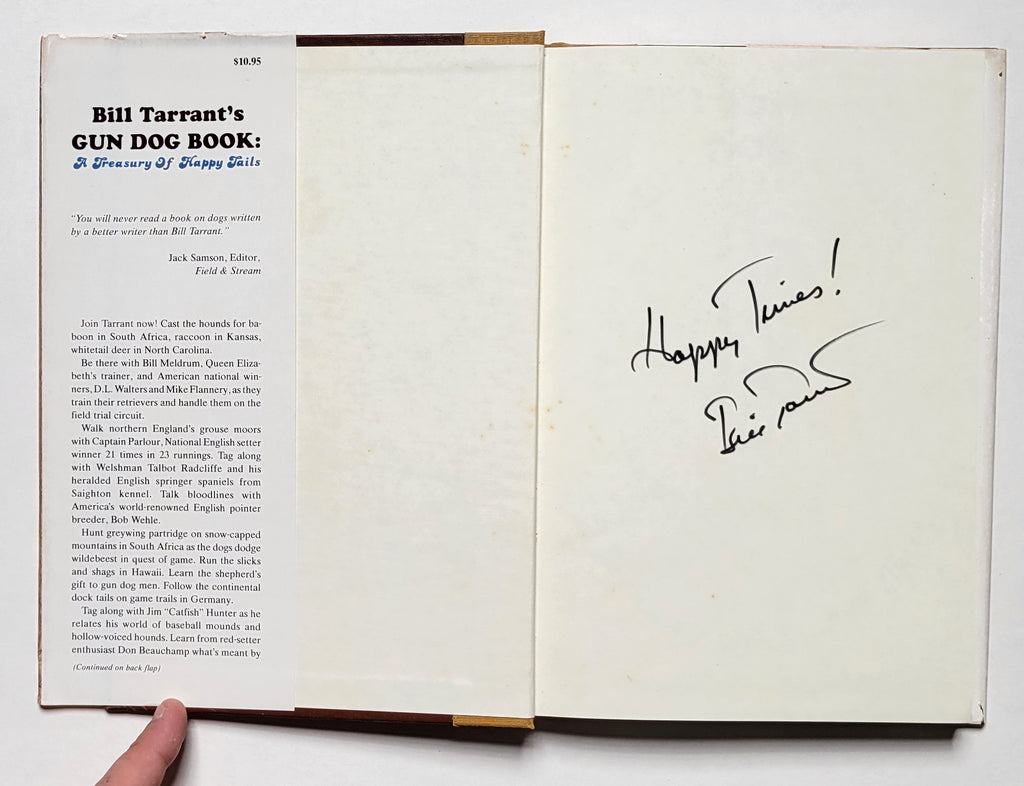 $10.95
Bill Tarrant's
GUN DOG BOOK:
A Treasury Of Happy Tails
"You will never read a book on dogs written
by a better writer than Bill Tarrant."
Jack Samson, Editor,
Field & Stream
Join Tarrant now! Cast the hounds for ba-
boon in South Africa, raccoon in Kansas,
whitetail deer in North Carolina.
Be there with Bill Meldrum, Queen Eliza-
beth's trainer, and American national win-
ners, D.L. Walters and Mike Flannery, as they
train their retrievers and handle them on the
field trial circuit.
Walk northern England's grouse moors
with Captain Parlour, National English setter
winner 21 times in 23 runnings. Tag along
with Welshman Talbot Radcliffe and his
heralded English springer spaniels from
Saighton kennel. Talk bloodlines with
America's world-renowned English pointer
breeder, Bob Wehle.
Hunt greywing partridge on snow-capped
mountains in South Africa as the dogs dodge
wildebeest in quest of game. Run the slicks
and shags in Hawaii. Learn the shepherd's
gift to gun dog men. Follow the continental
dock tails on game trails in Germany.
Tag along with Jim "Catfish" Hunter as he
relates his world of baseball mounds and
hollow-voiced hounds. Learn from red-setter
enthusiast Don Beauchamp what's meant by
(Continued on back flap)
Happy Times!
Bill Tarrant